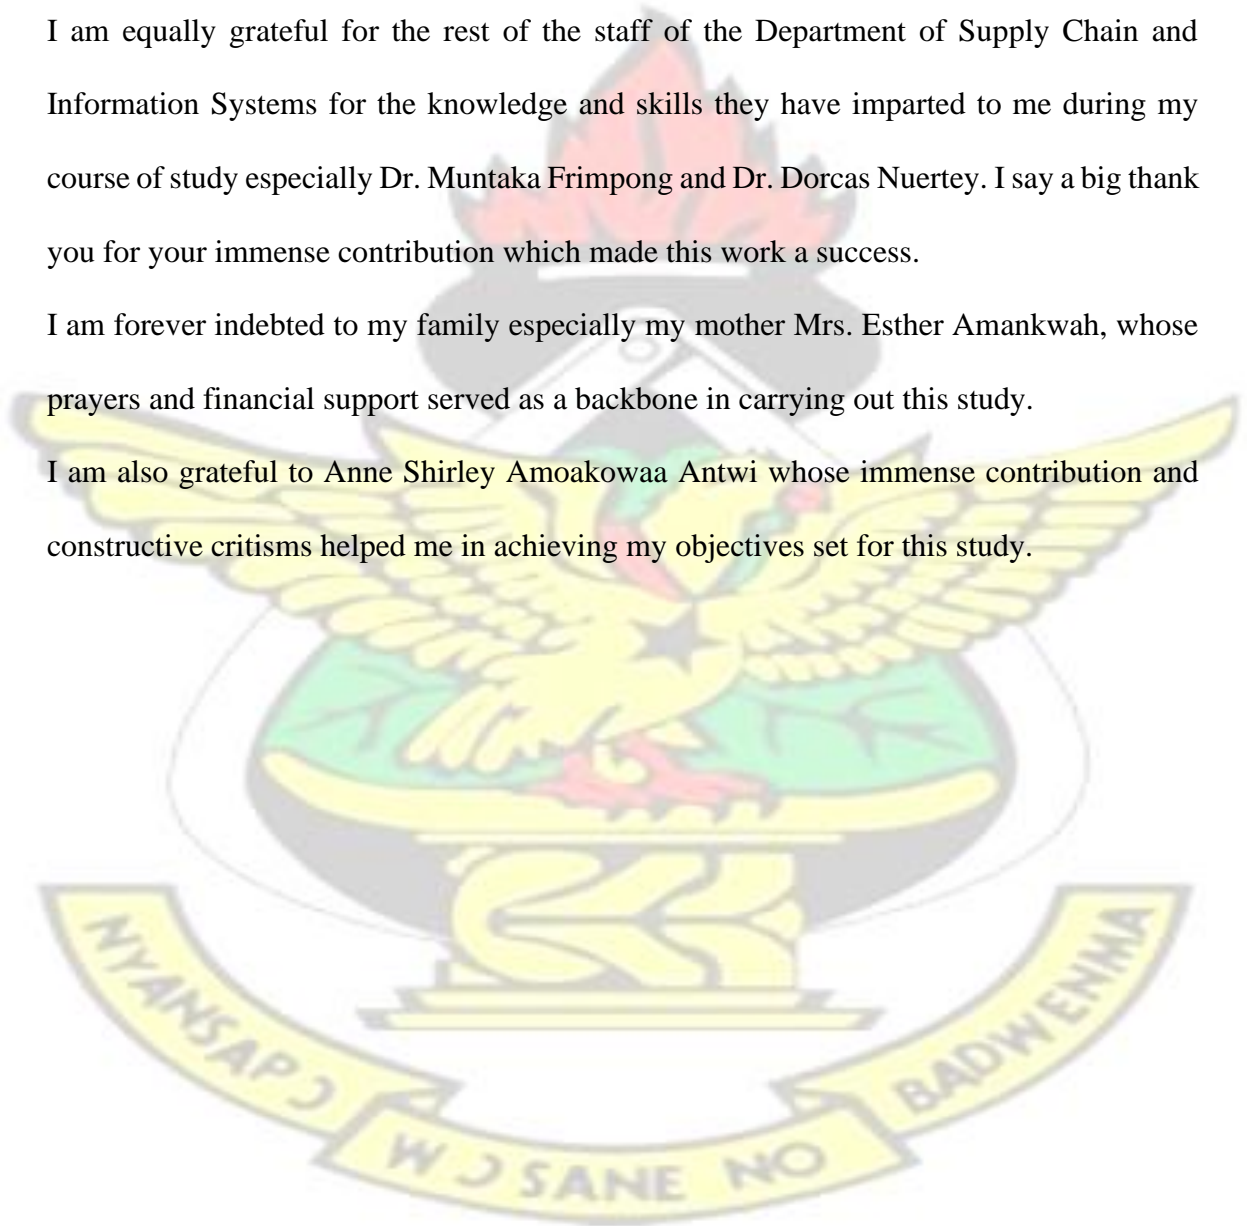 I am equally grateful for the rest of the staff of the Department of Supply Chain and
Information Systems for the knowledge and skills they have imparted to me during my
course of study especially Dr. Muntaka Frimpong and Dr. Dorcas Nuertey. I say a big thank
you for your immense contribution which made this work a success.
I am forever indebted to my family especially my mother Mrs. Esther Amankwah, whose
prayers and financial support served as a backbone in carrying out this study.
I am also grateful to Anne Shirley Amoakowaa Antwi whose immense contribution and
constructive critisms helped me in achieving my objectives set for this study.
NYANSAPƆ
WƆSANE NO
BADWENMA